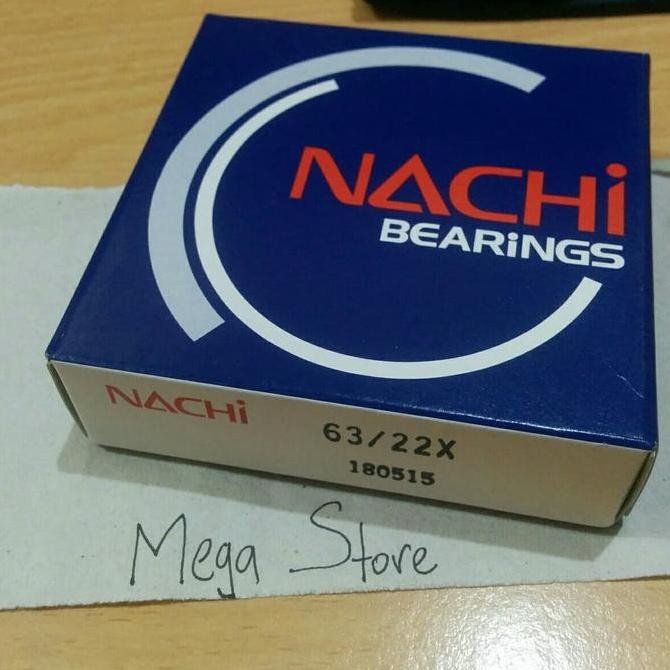 NACHi
BEARiNGS
NACHi
63/22X
180515
Mega Store